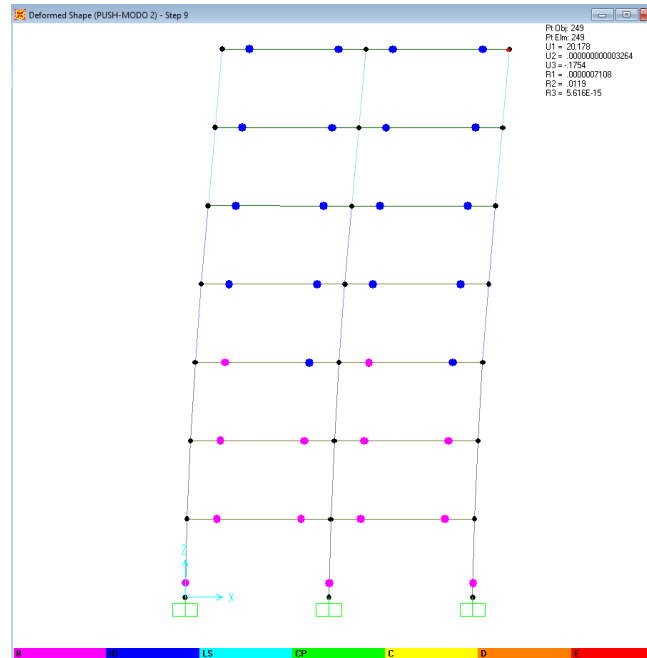 Deformed Shape (PUSH-MODO 2) - Step 9
Pt Obj: 249
Pt Elm: 249
U1 = 20.178
U2 = .000000000003264
U3 = -.1754
R1 = .0000007108
R2 = .0119
R3 = 5.616E-15
Z
X
B IO LS CP C D E